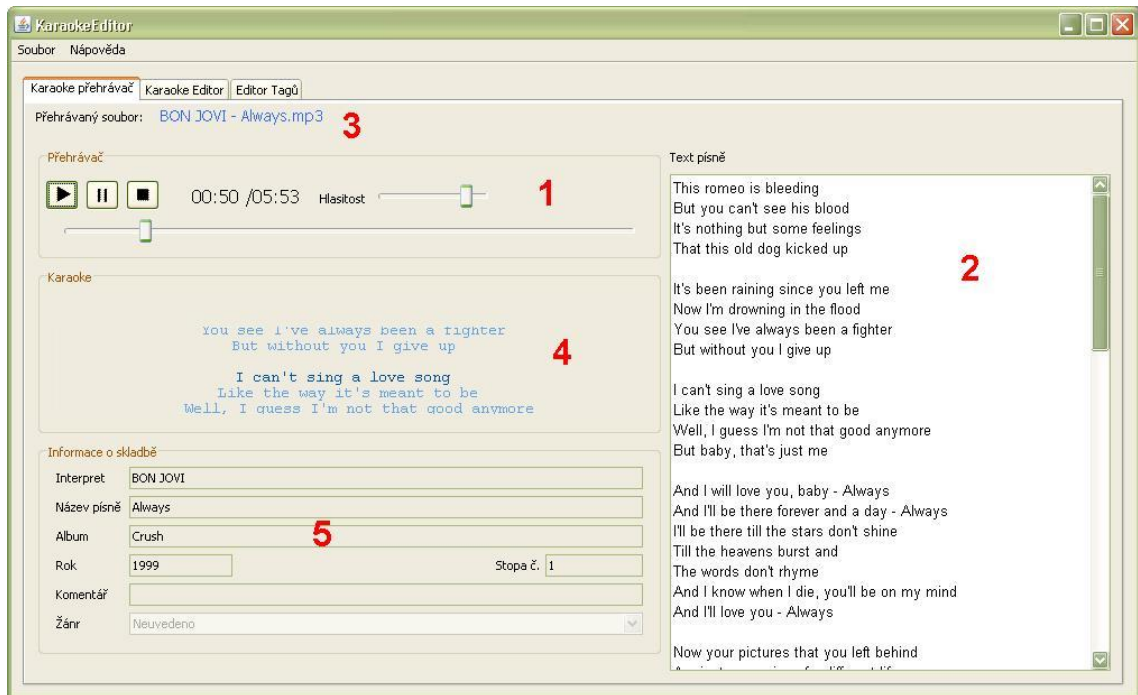 KaraokeEditor
Soubor Nápověda
Karaoke přehrávač Karaoke Editor Editor Tagů
Přehrávaný soubor: BON JOVI - Always.mp3
3
Přehrávač
00:50 /05:53 Hlasitost
1
Karaoke
You see I've always been a fighter
But without you I give up
I can't sing a love song
Like the way it's meant to be
Well, I guess I'm not that good anymore
4
Informace o skladbě
Interpret BON JOVI
Název písně Always
Album Crush
5
Rok 1999 Stopa č. 1
Komentář
Žánr Neuvedeno
Text písně
This romeo is bleeding
But you can't see his blood
It's nothing but some feelings
That this old dog kicked up
2
It's been raining since you left me
Now I'm drowning in the flood
You see I've always been a fighter
But without you I give up
I can't sing a love song
Like the way it's meant to be
Well, I guess I'm not that good anymore
But baby, that's just me
And I will love you, baby - Always
And I'll be there forever and a day - Always
I'll be there till the stars don't shine
Till the heavens burst and
The words don't rhyme
And I know when I die, you'll be on my mind
And I'll love you - Always
Now your pictures that you left behind